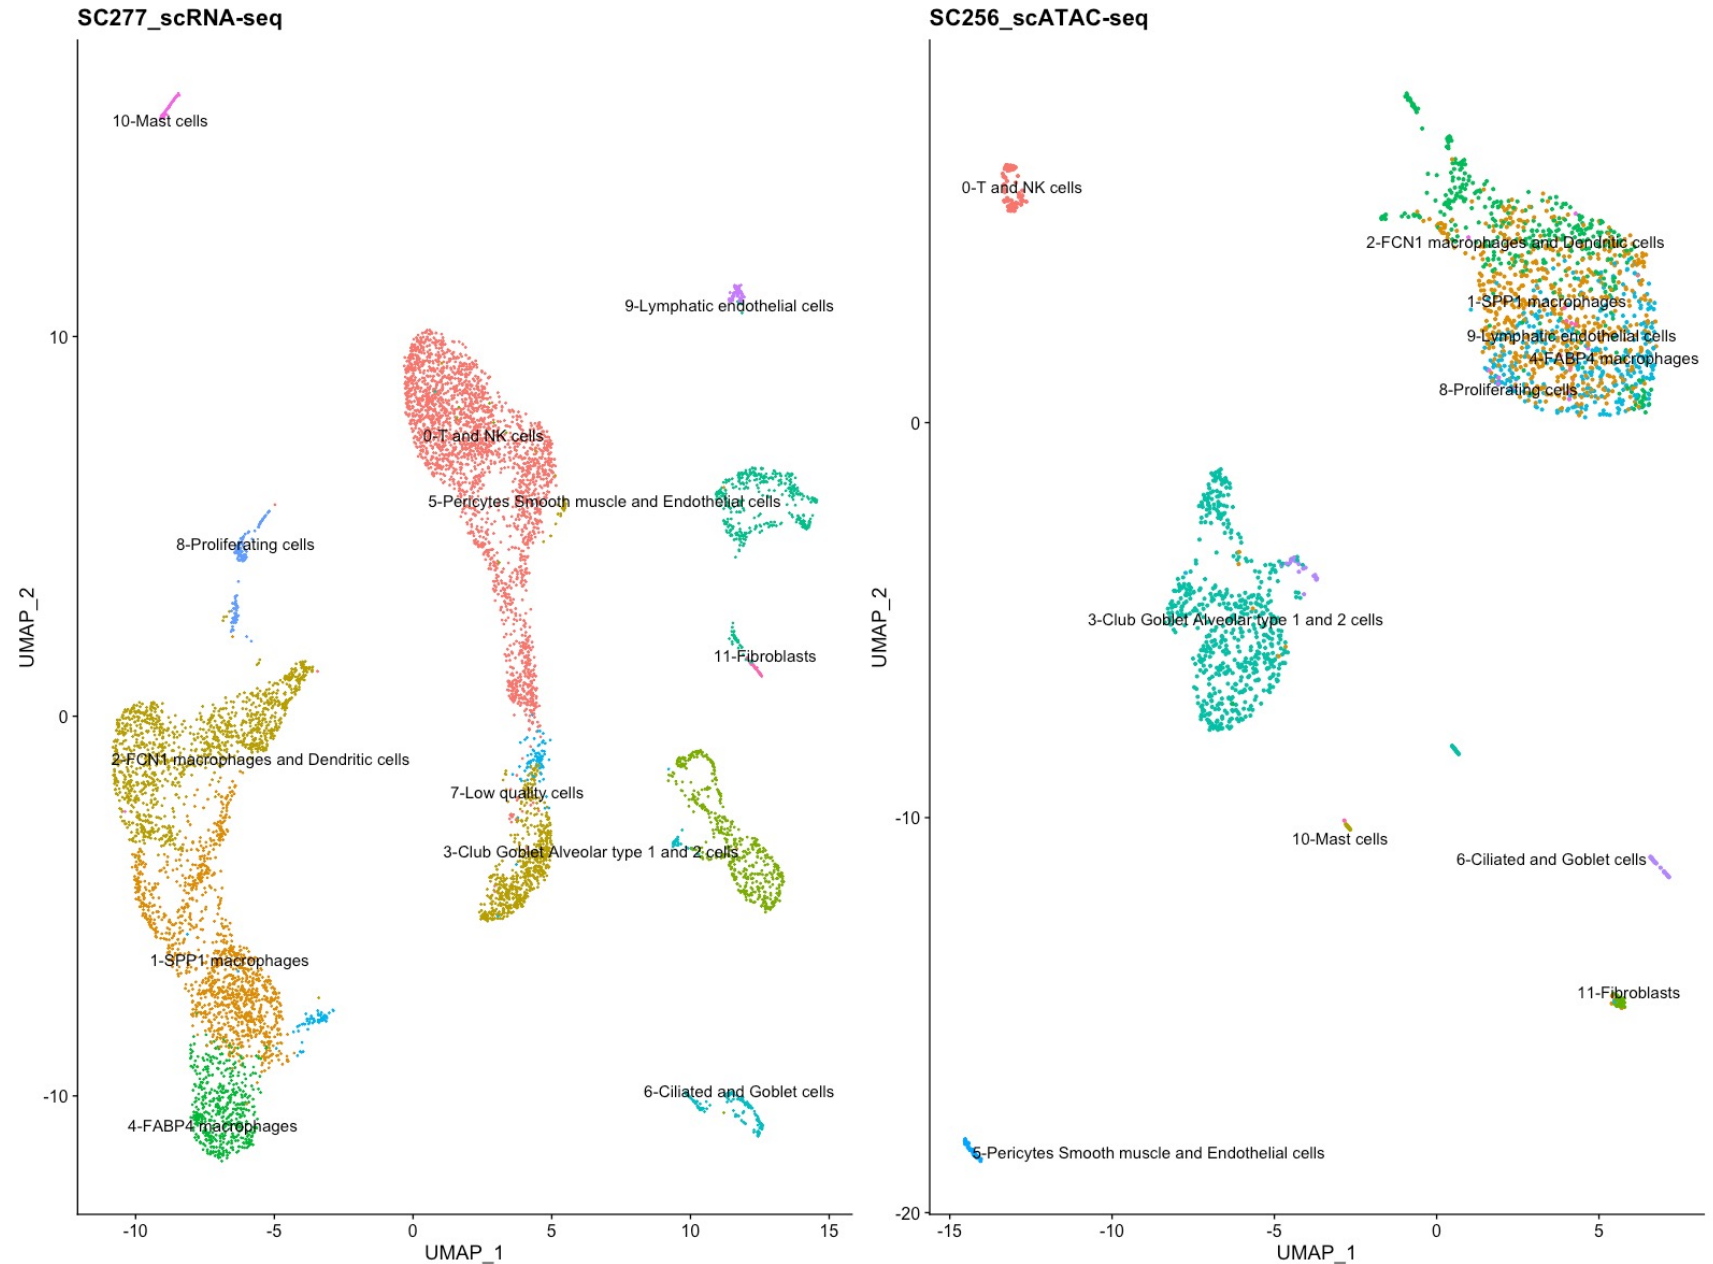 SC277_scRNA-seq
10-Mast cells
9-Lymphatic endothelial cells
10
0-T and NK cells
5-Pericytes Smooth muscle and Endothelial cells
8-Proliferating cells
11-Fibroblasts
UMAP_2
0
2-FCN1 macrophages and Dendritic cells
7-Low quality cells
3-Club Goblet Alveolar type 1 and 2 cells
1-SPP1 macrophages
6-Ciliated and Goblet cells
-10
4-FABP4 macrophages
-10 -5 0 5 10 15
UMAP_1
SC256_scATAC-seq
0-T and NK cells
2-FCN1 macrophages and Dendritic cells
1-SPP1 macrophages
9-Lymphatic endothelial cells
4-FABP4 macrophages
8-Proliferating cells
0
UMAP_2
3-Club Goblet Alveolar type 1 and 2 cells
-10
10-Mast cells
6-Ciliated and Goblet cells
11-Fibroblasts
5-Pericytes Smooth muscle and Endothelial cells
-20
-15 -10 -5 0 5
UMAP_1